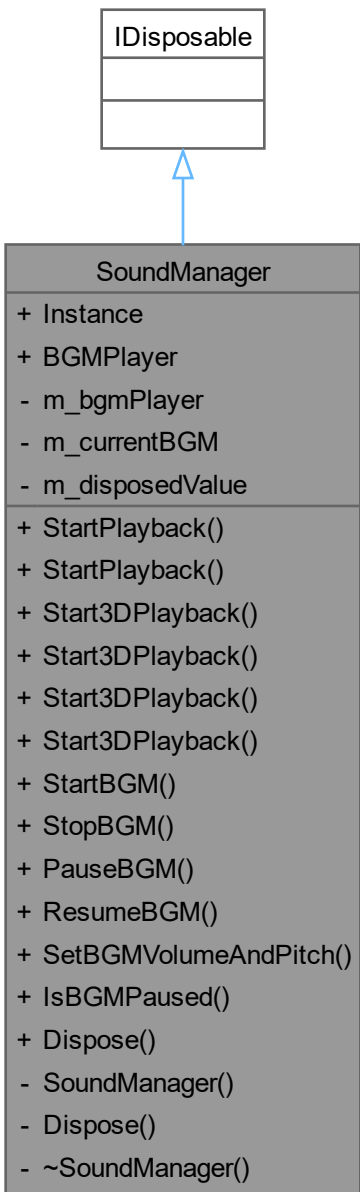 IDisposable
SoundManager
+ Instance
+ BGMPlayer
- m_bgmPlayer
- m_currentBGM
- m_disposedValue
+ StartPlayback()
+ StartPlayback()
+ Start3DPlayback()
+ Start3DPlayback()
+ Start3DPlayback()
+ Start3DPlayback()
+ StartBGM()
+ StopBGM()
+ PauseBGM()
+ ResumeBGM()
+ SetBGMVolumeAndPitch()
+ IsBGMPaused()
+ Dispose()
- SoundManager()
- Dispose()
- ~SoundManager()